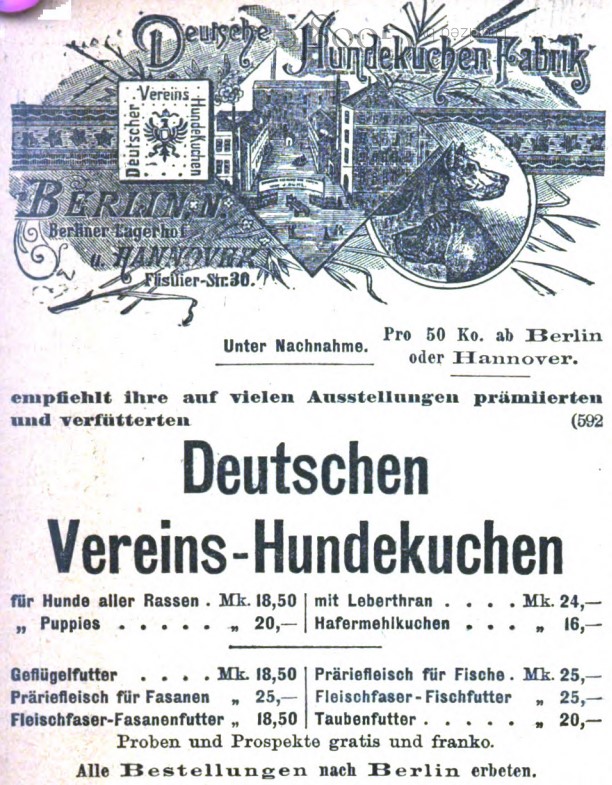 Deutsche Hundekuchen Fabrik
Deutscher
Vereins
Hundekuchen
BERLIN, N.
Berliner Lagerhof
u. HANNOVER
Füsilier-Str. 30.
Unter Nachnahme.
Pro 50 Ko. ab Berlin
oder Hannover.
empfiehlt ihre auf vielen Ausstellungen prämiierten
und verfütterten (592
Deutschen
Vereins-Hundekuchen
für Hunde aller Rassen . Mk. 18,50 | mit Leberthran . . . . Mk. 24,—
„ Puppies . . . . . . „ 20,— | Hafermehlkuchen . . . „ 16,—
Geflügelfutter . . . . Mk. 18,50 | Präriefleisch für Fische . Mk. 25,—
Präriefleisch für Fasanen „ 25,— | Fleischfaser-Fischfutter „ 25,—
Fleischfaser-Fasanenfutter „ 18,50 | Taubenfutter . . . . . „ 20,—
Proben und Prospekte gratis und franko.
Alle Bestellungen nach Berlin erbeten.